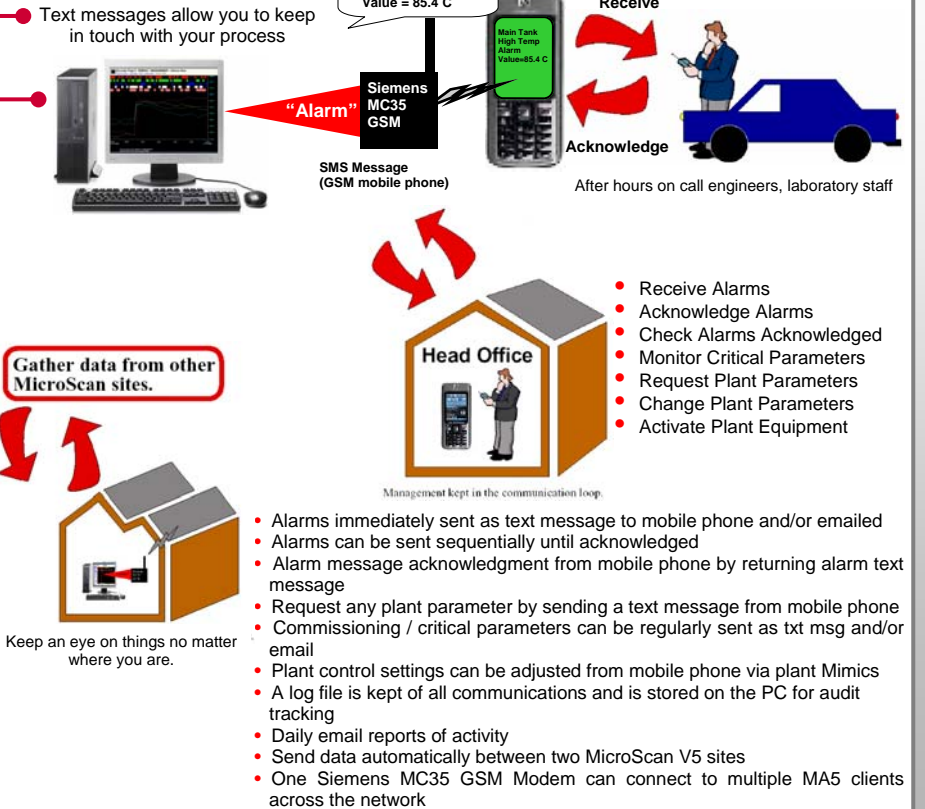 Value = 85.4 C
Receive
Text messages allow you to keep
in touch with your process
Main Tank
High Temp
Alarm
Value=85.4 C
"Alarm"
Siemens
MC35
GSM
Acknowledge
SMS Message
(GSM mobile phone)
After hours on call engineers, laboratory staff
• Receive Alarms
• Acknowledge Alarms
• Check Alarms Acknowledged
• Monitor Critical Parameters
• Request Plant Parameters
• Change Plant Parameters
• Activate Plant Equipment
Head Office
Management kept in the communication loop.
Gather data from other
MicroScan sites.
Keep an eye on things no matter
where you are.
• Alarms immediately sent as text message to mobile phone and/or emailed
• Alarms can be sent sequentially until acknowledged
• Alarm message acknowledgment from mobile phone by returning alarm text
message
• Request any plant parameter by sending a text message from mobile phone
• Commissioning / critical parameters can be regularly sent as txt msg and/or
email
• Plant control settings can be adjusted from mobile phone via plant Mimics
• A log file is kept of all communications and is stored on the PC for audit
tracking
• Daily email reports of activity
• Send data automatically between two MicroScan V5 sites
• One Siemens MC35 GSM Modem can connect to multiple MA5 clients
across the network